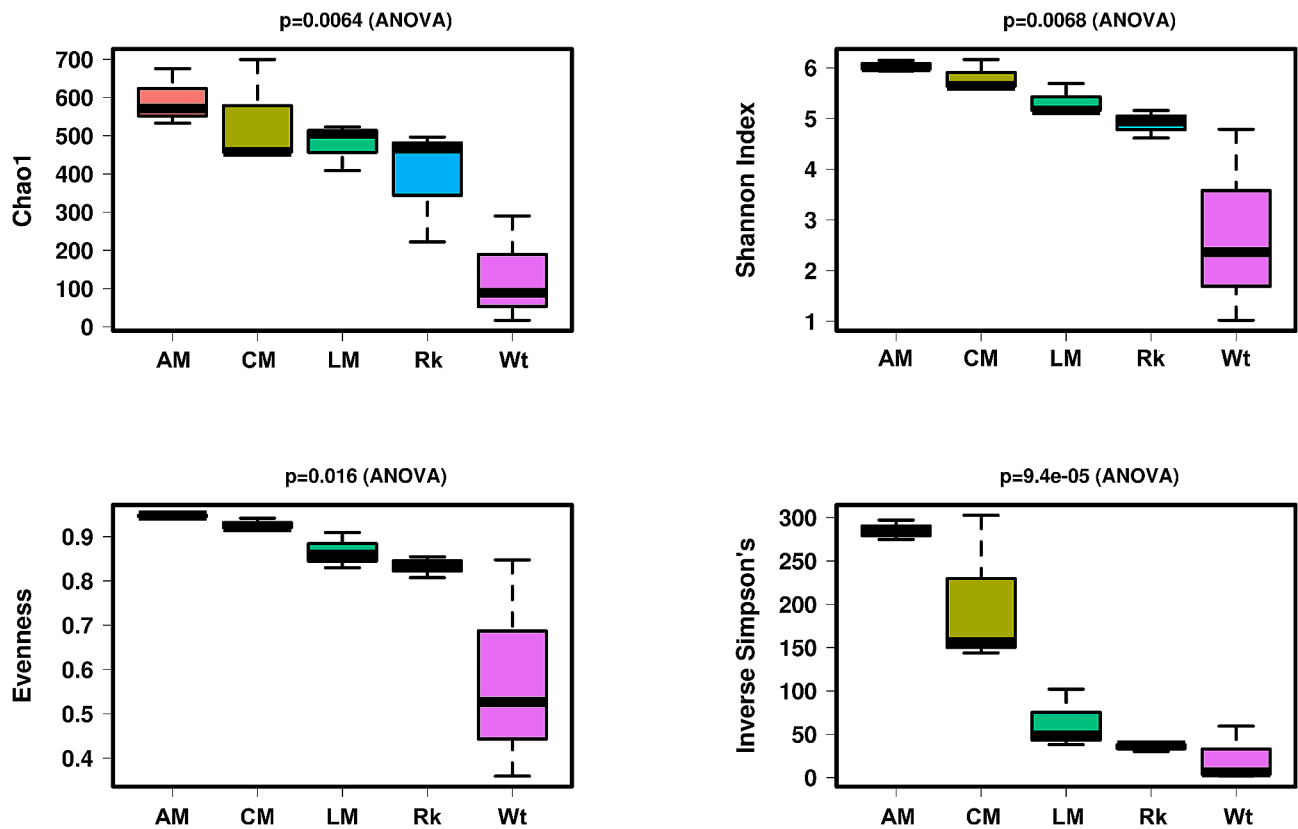 p=0.0064 (ANOVA)
Chao1
700
600
500
400
300
200
100
0
AM CM LM Rk Wt
p=0.0068 (ANOVA)
Shannon Index
6
5
4
3
2
1
AM CM LM Rk Wt
p=0.016 (ANOVA)
Evenness
0.9
0.8
0.7
0.6
0.5
0.4
AM CM LM Rk Wt
p=9.4e-05 (ANOVA)
Inverse Simpson's
300
250
200
150
100
50
0
AM CM LM Rk Wt